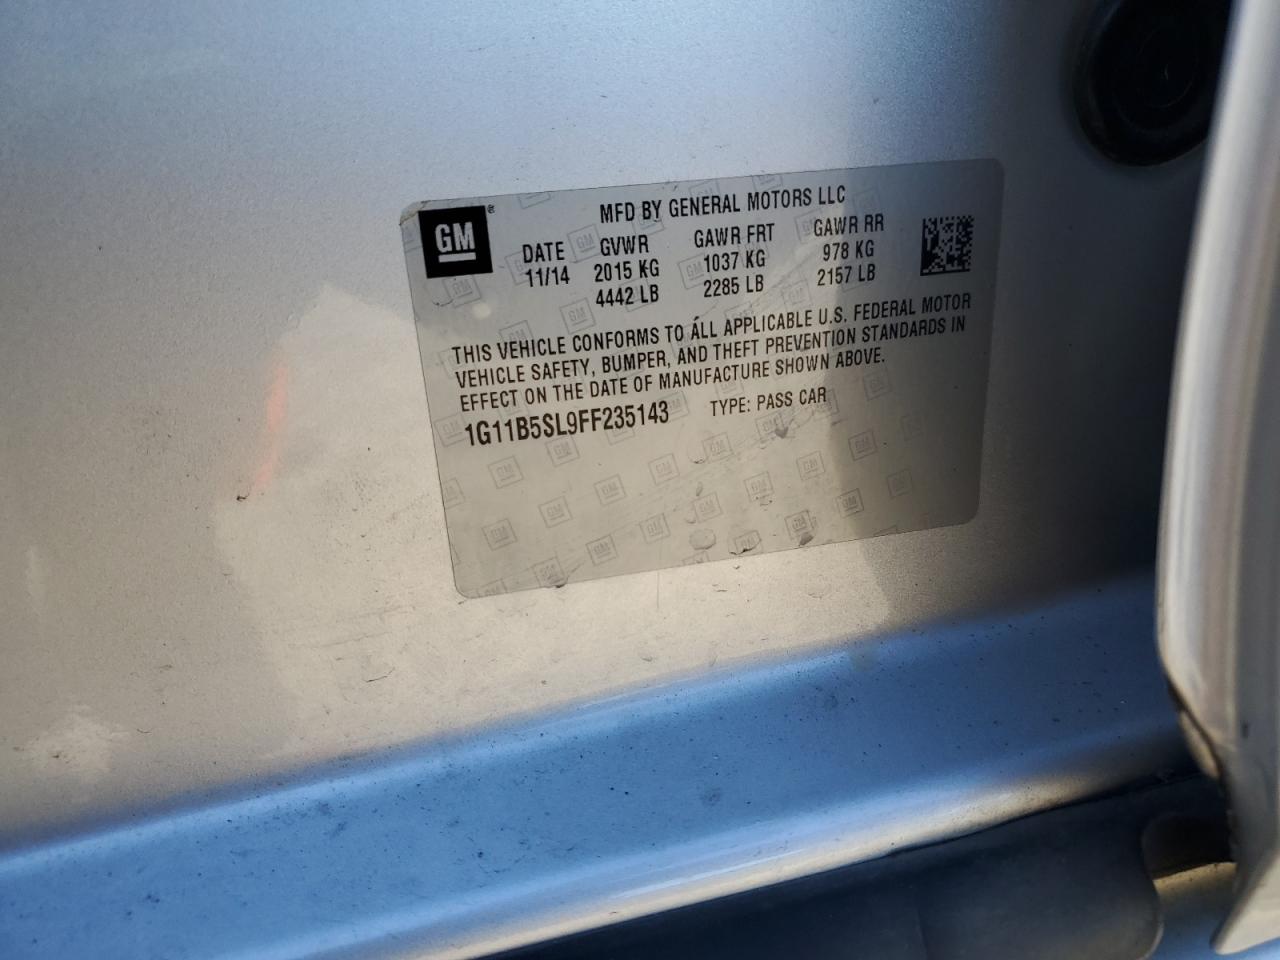 GM
MFD BY GENERAL MOTORS LLC
DATE GVWR GAWR FRT GAWR RR
11/14 2015 KG 1037 KG 978 KG
4442 LB 2285 LB 2157 LB
THIS VEHICLE CONFORMS TO ALL APPLICABLE U.S. FEDERAL MOTOR
VEHICLE SAFETY, BUMPER, AND THEFT PREVENTION STANDARDS IN
EFFECT ON THE DATE OF MANUFACTURE SHOWN ABOVE.
1G11B5SL9FF235143 TYPE: PASS CAR